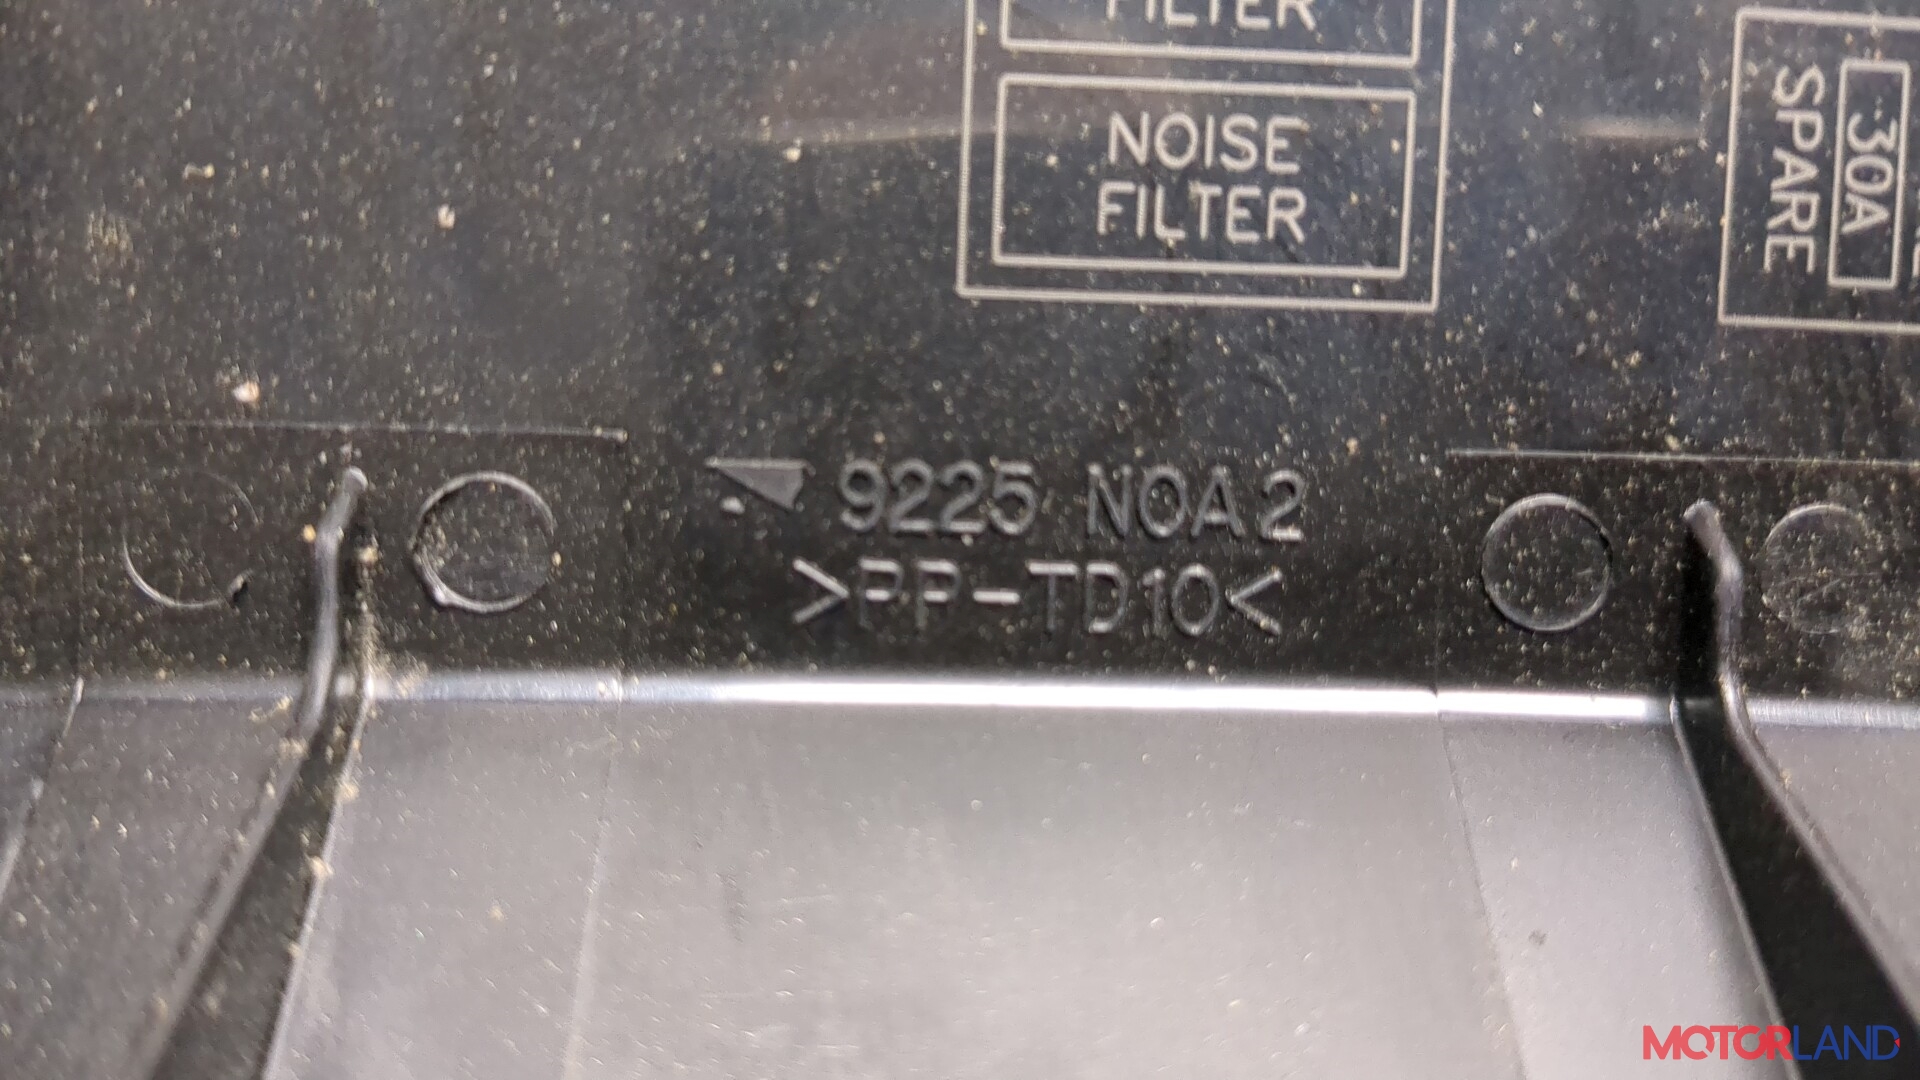 FILTER
NOISE
FILTER
30A
SPARE
9225 N0A2
>PP-TD10<
MOTORLAND